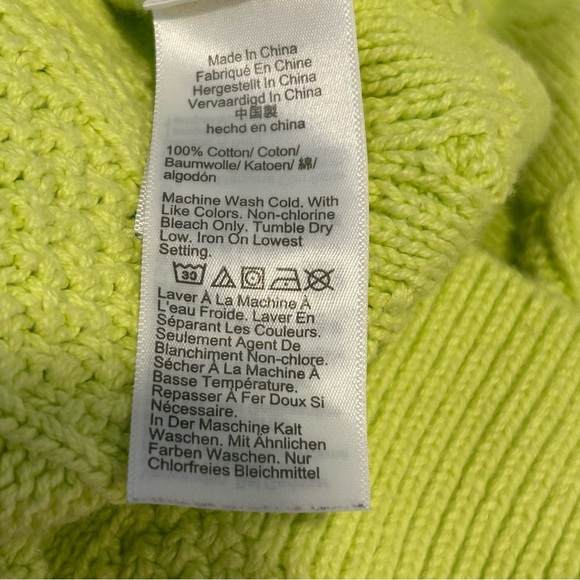 Made In China
Fabriqué En Chine
Hergestellt In China
Vervaardigd In China
中国製
hecho en china
100% Cotton/ Coton/
Baumwolle/ Katoen/ 綿/
algodón
Machine Wash Cold. With
Like Colors. Non-chlorine
Bleach Only. Tumble Dry
Low. Iron On Lowest
Setting.
30
Laver À La Machine À
L'eau Froide. Laver En
Séparant Les Couleurs.
Seulement Agent De
Blanchiment Non-chlore.
Sécher À La Machine À
Basse Température.
Repasser À Fer Doux Si
Nécessaire.
In Der Maschine Kalt
Waschen. Mit Ähnlichen
Farben Waschen. Nur
Chlorfreies Bleichmittel